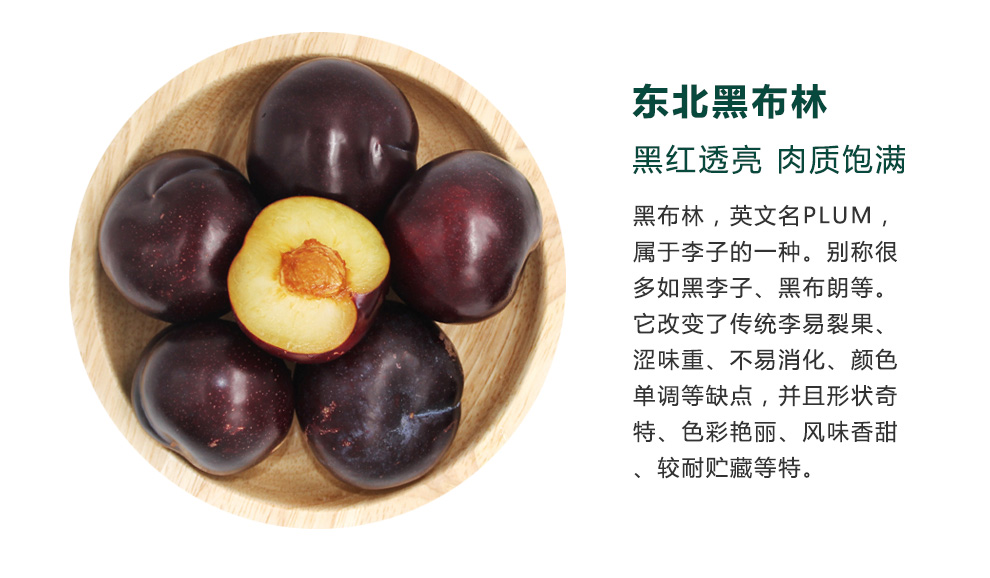 东北黑布林
黑红透亮 肉质饱满
黑布林，英文名PLUM，
属于李子的一种。别称很
多如黑李子、黑布朗等。
它改变了传统李易裂果、
涩味重、不易消化、颜色
单调等缺点，并且形状奇
特、色彩艳丽、风味香甜
、较耐贮藏等特。